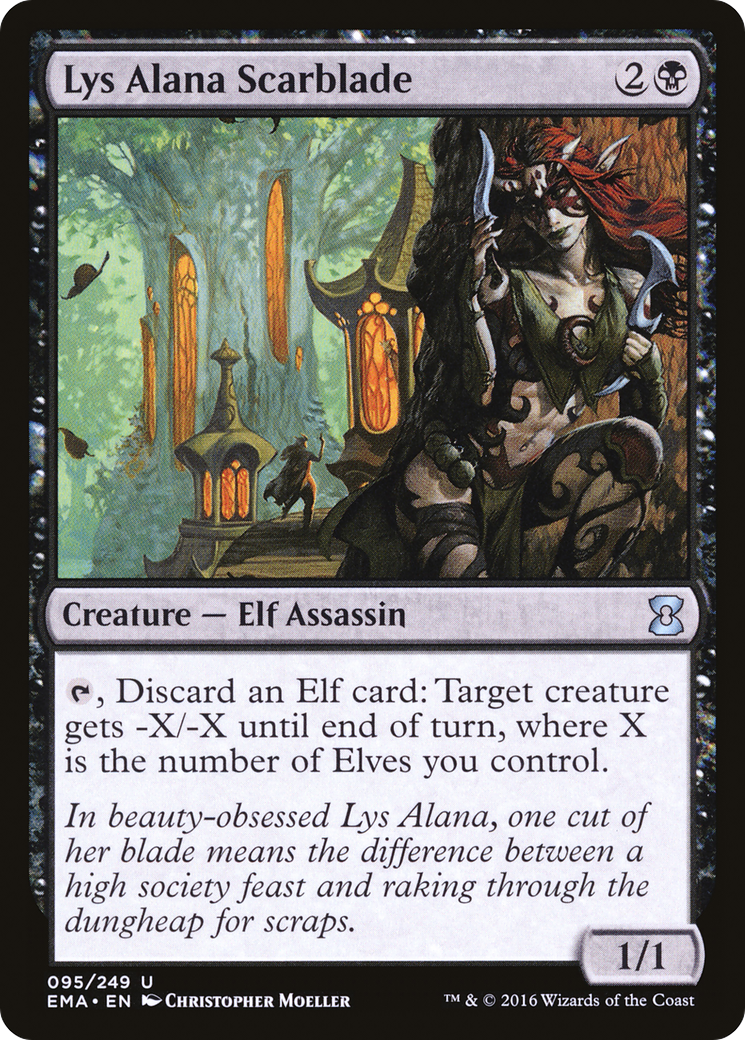 Lys Alana Scarblade 2
Creature — Elf Assassin
, Discard an Elf card: Target creature
gets -X/-X until end of turn, where X
is the number of Elves you control.
In beauty-obsessed Lys Alana, one cut of
her blade means the difference between a
high society feast and raking through the
dungheap for scraps.
1/1
095/249 U
EMA • EN Christopher Moeller
™ & © 2016 Wizards of the Coast